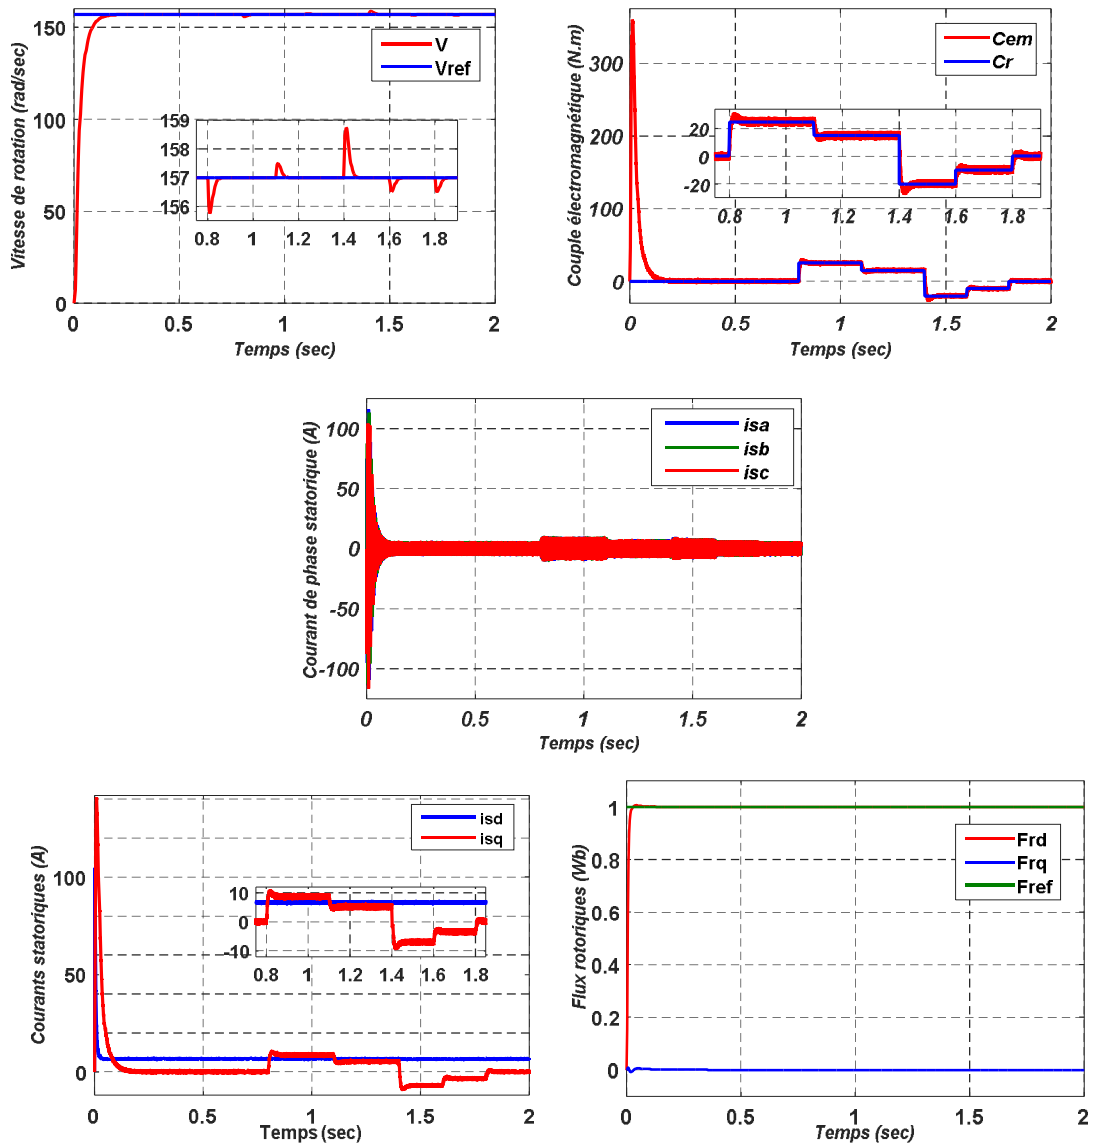 Vitesse de rotation (rad/sec)
150
100
50
0
V
Vref
159
158
157
156
0.8 1 1.2 1.4 1.6 1.8
0 0.5 1 1.5 2
Temps (sec)
Couple électromagnétique (N.m)
300
200
100
0
Cem
Cr
20
0
-20
0.8 1 1.2 1.4 1.6 1.8
0 0.5 1 1.5 2
Temps (sec)
Courant de phase statorique (A)
100
50
0
-50
-100
isa
isb
isc
0 0.5 1 1.5 2
Temps (sec)
Courants statoriques (A)
100
50
0
isd
isq
10
0
-10
0.8 1 1.2 1.4 1.6 1.8
0 0.5 1 1.5 2
Temps (sec)
Flux rotoriques (Wb)
1
0.8
0.6
0.4
0.2
0
Frd
Frq
Fref
0 0.5 1 1.5 2
Temps (sec)